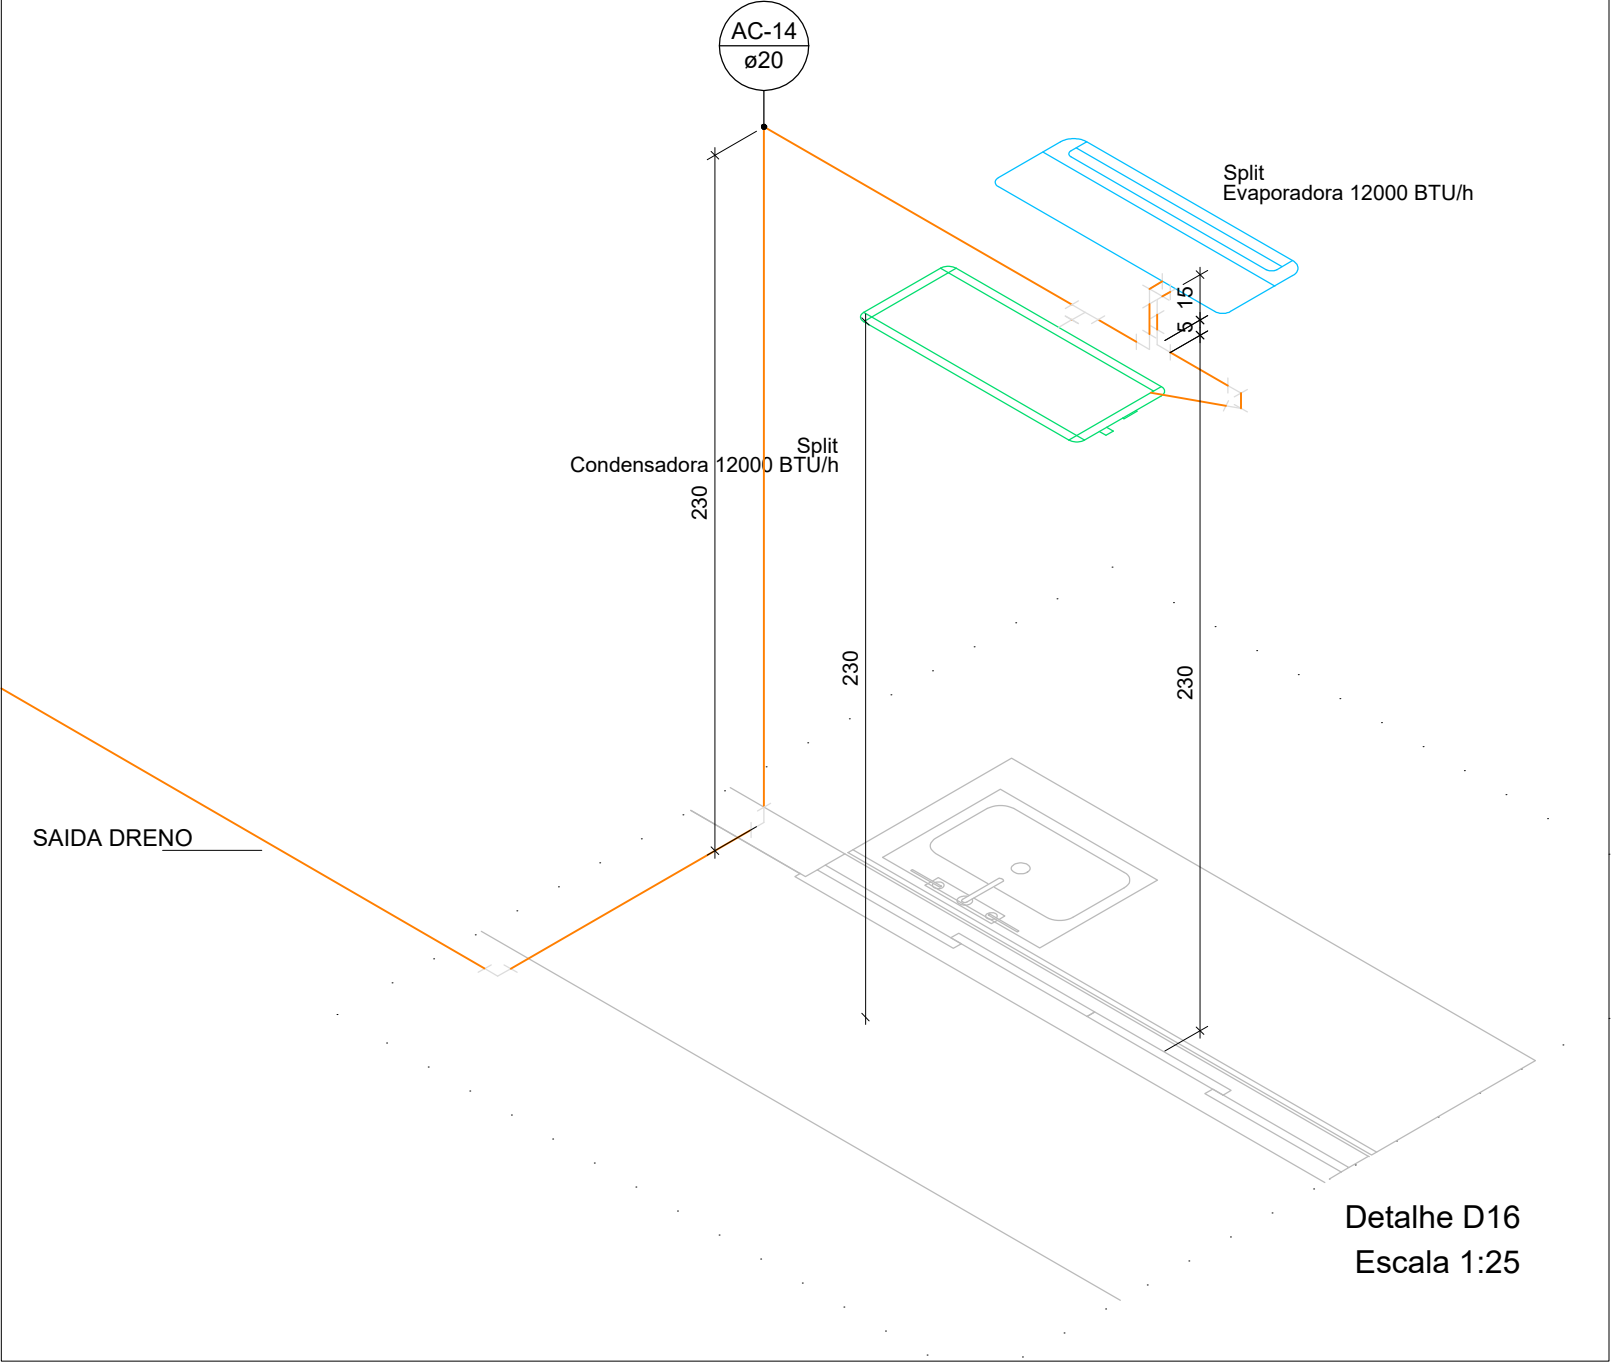 AC-14
ø20
Split
Evaporadora 12000 BTU/h
15
5
Split
Condensadora 12000 BTU/h
230
230
230
SAIDA DRENO
Detalhe D16
Escala 1:25